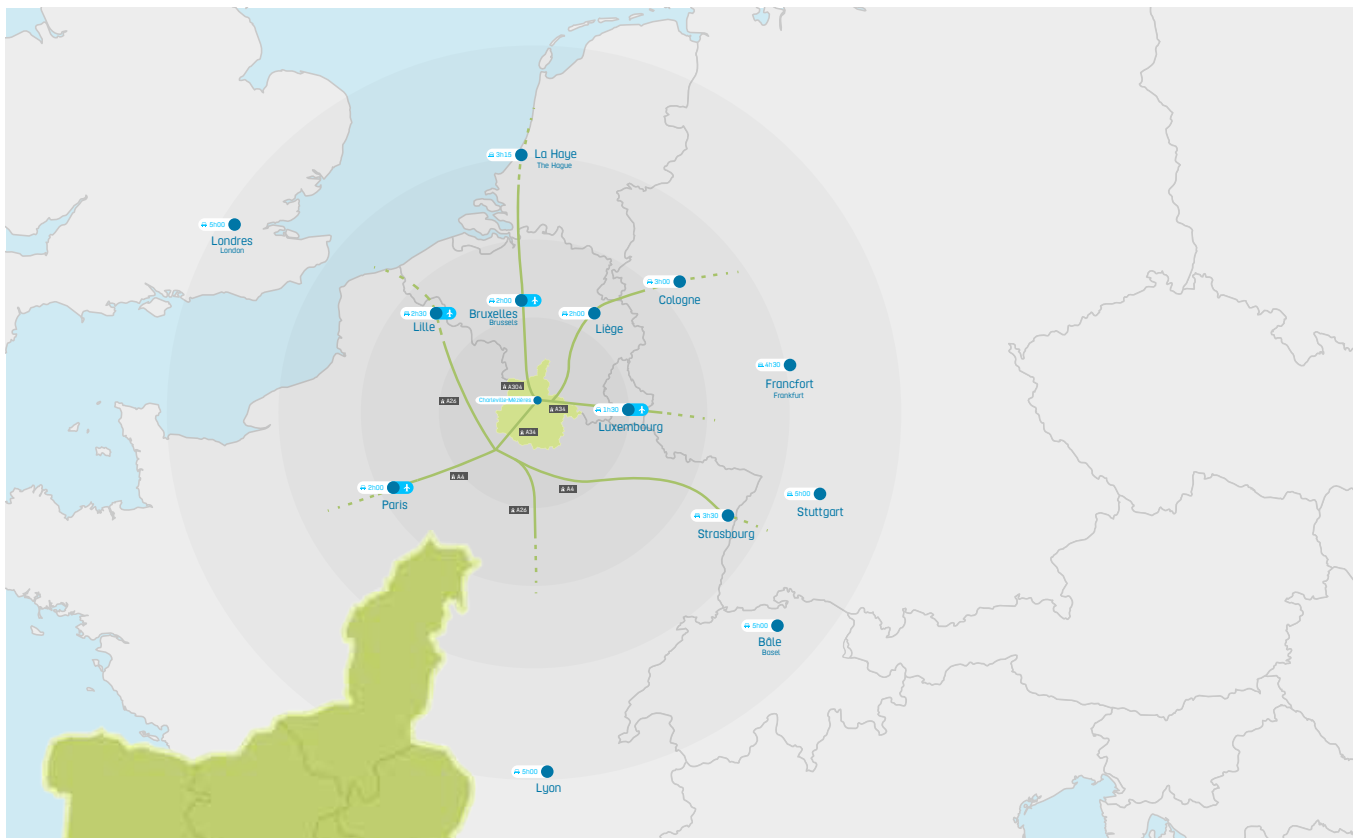 3h15
La Haye
The Hague
5h00
Londres
London
3h00
Cologne
2h00
Bruxelles
Brussels
2h30
Lille
2h00
Liège
4h30
Francfort
Frankfurt
A304
Charleville-Mézières
A26
A34
1h30
Luxembourg
A34
A4
2h00
Paris
A4
A26
3h30
Strasbourg
5h00
Stuttgart
5h00
Bâle
Basel
5h00
Lyon